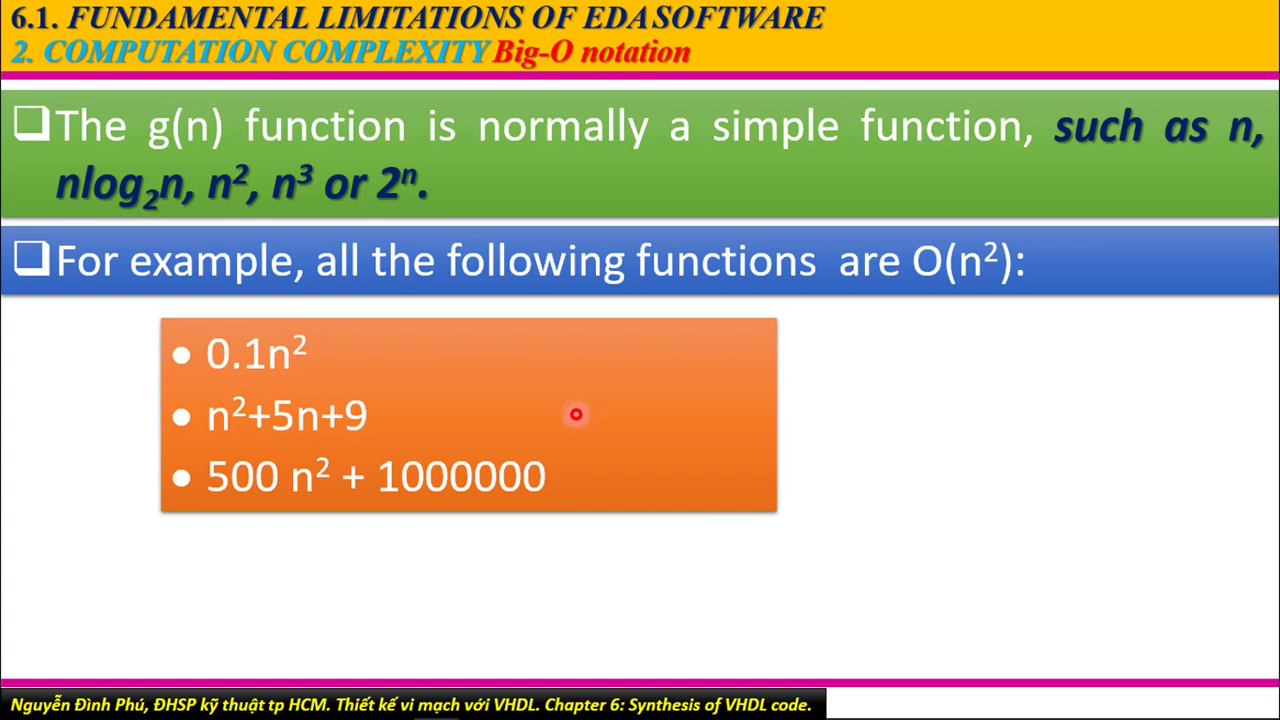 6.1. FUNDAMENTAL LIMITATIONS OF EDA SOFTWARE
2. COMPUTATION COMPLEXITY Big-O notation
❑The g(n) function is normally a simple function, such as n,
nlog₂n, n², n³ or 2ⁿ.
❑For example, all the following functions are O(n²):
• 0.1n²
• n²+5n+9
• 500 n² + 1000000
Nguyễn Đình Phú, ĐHSP kỹ thuật tp HCM. Thiết kế vi mạch với VHDL. Chapter 6: Synthesis of VHDL code.